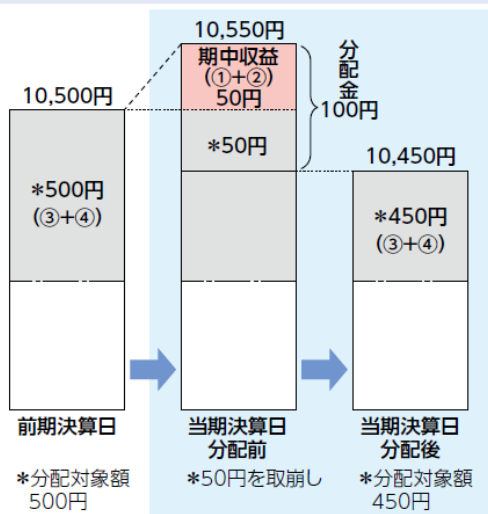 10,550円
期中収益
(①+②)
50円
分配金
100円
10,500円
*50円
10,450円
*500円
(③+④)
*450円
(③+④)
前期決算日
当期決算日
分配前
当期決算日
分配後
*分配対象額
500円
*50円を取崩し
*分配対象額
450円